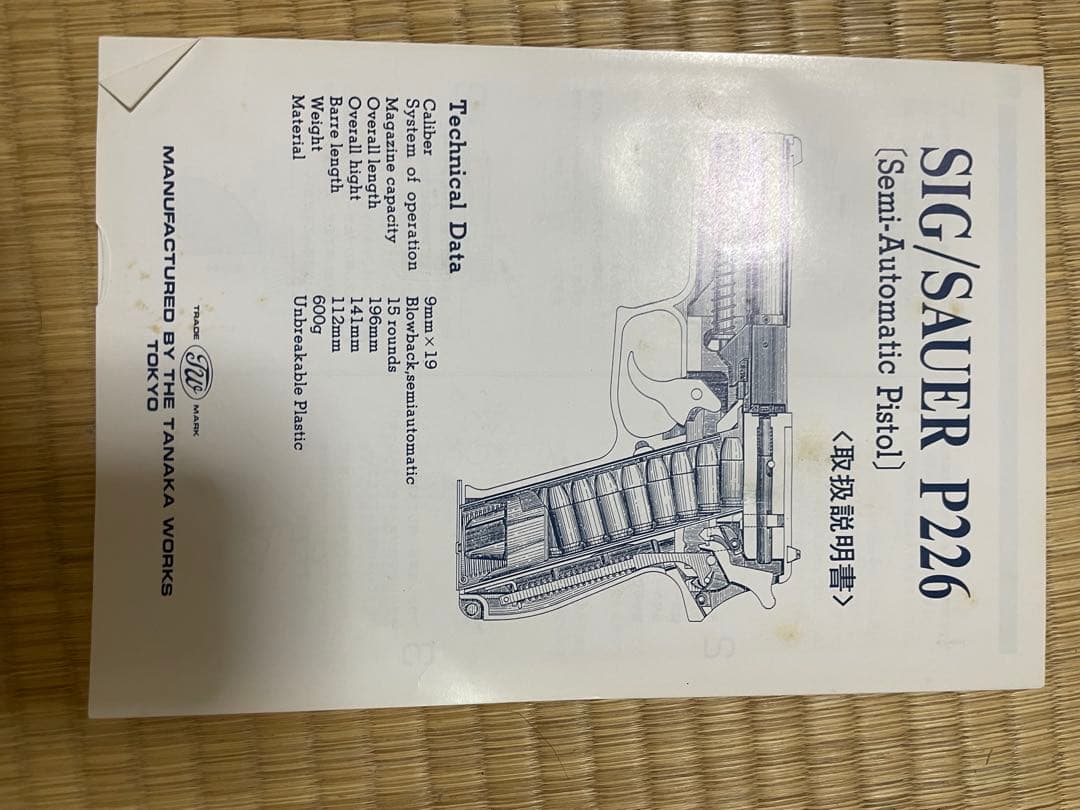 SIG/SAUER P226
〔Semi-Automatic Pistol〕
〈取扱説明書〉
Technical Data
Caliber 9mm×19
System of operation Blowback,semiautomatic
Magazine capacity 15 rounds
Overall length 196mm
Overall hight 141mm
Barre length 112mm
Weight 600g
Material Unbreakable Plastic
TRADE TW MARK
MANUFACTURED BY THE TANAKA WORKS
TOKYO